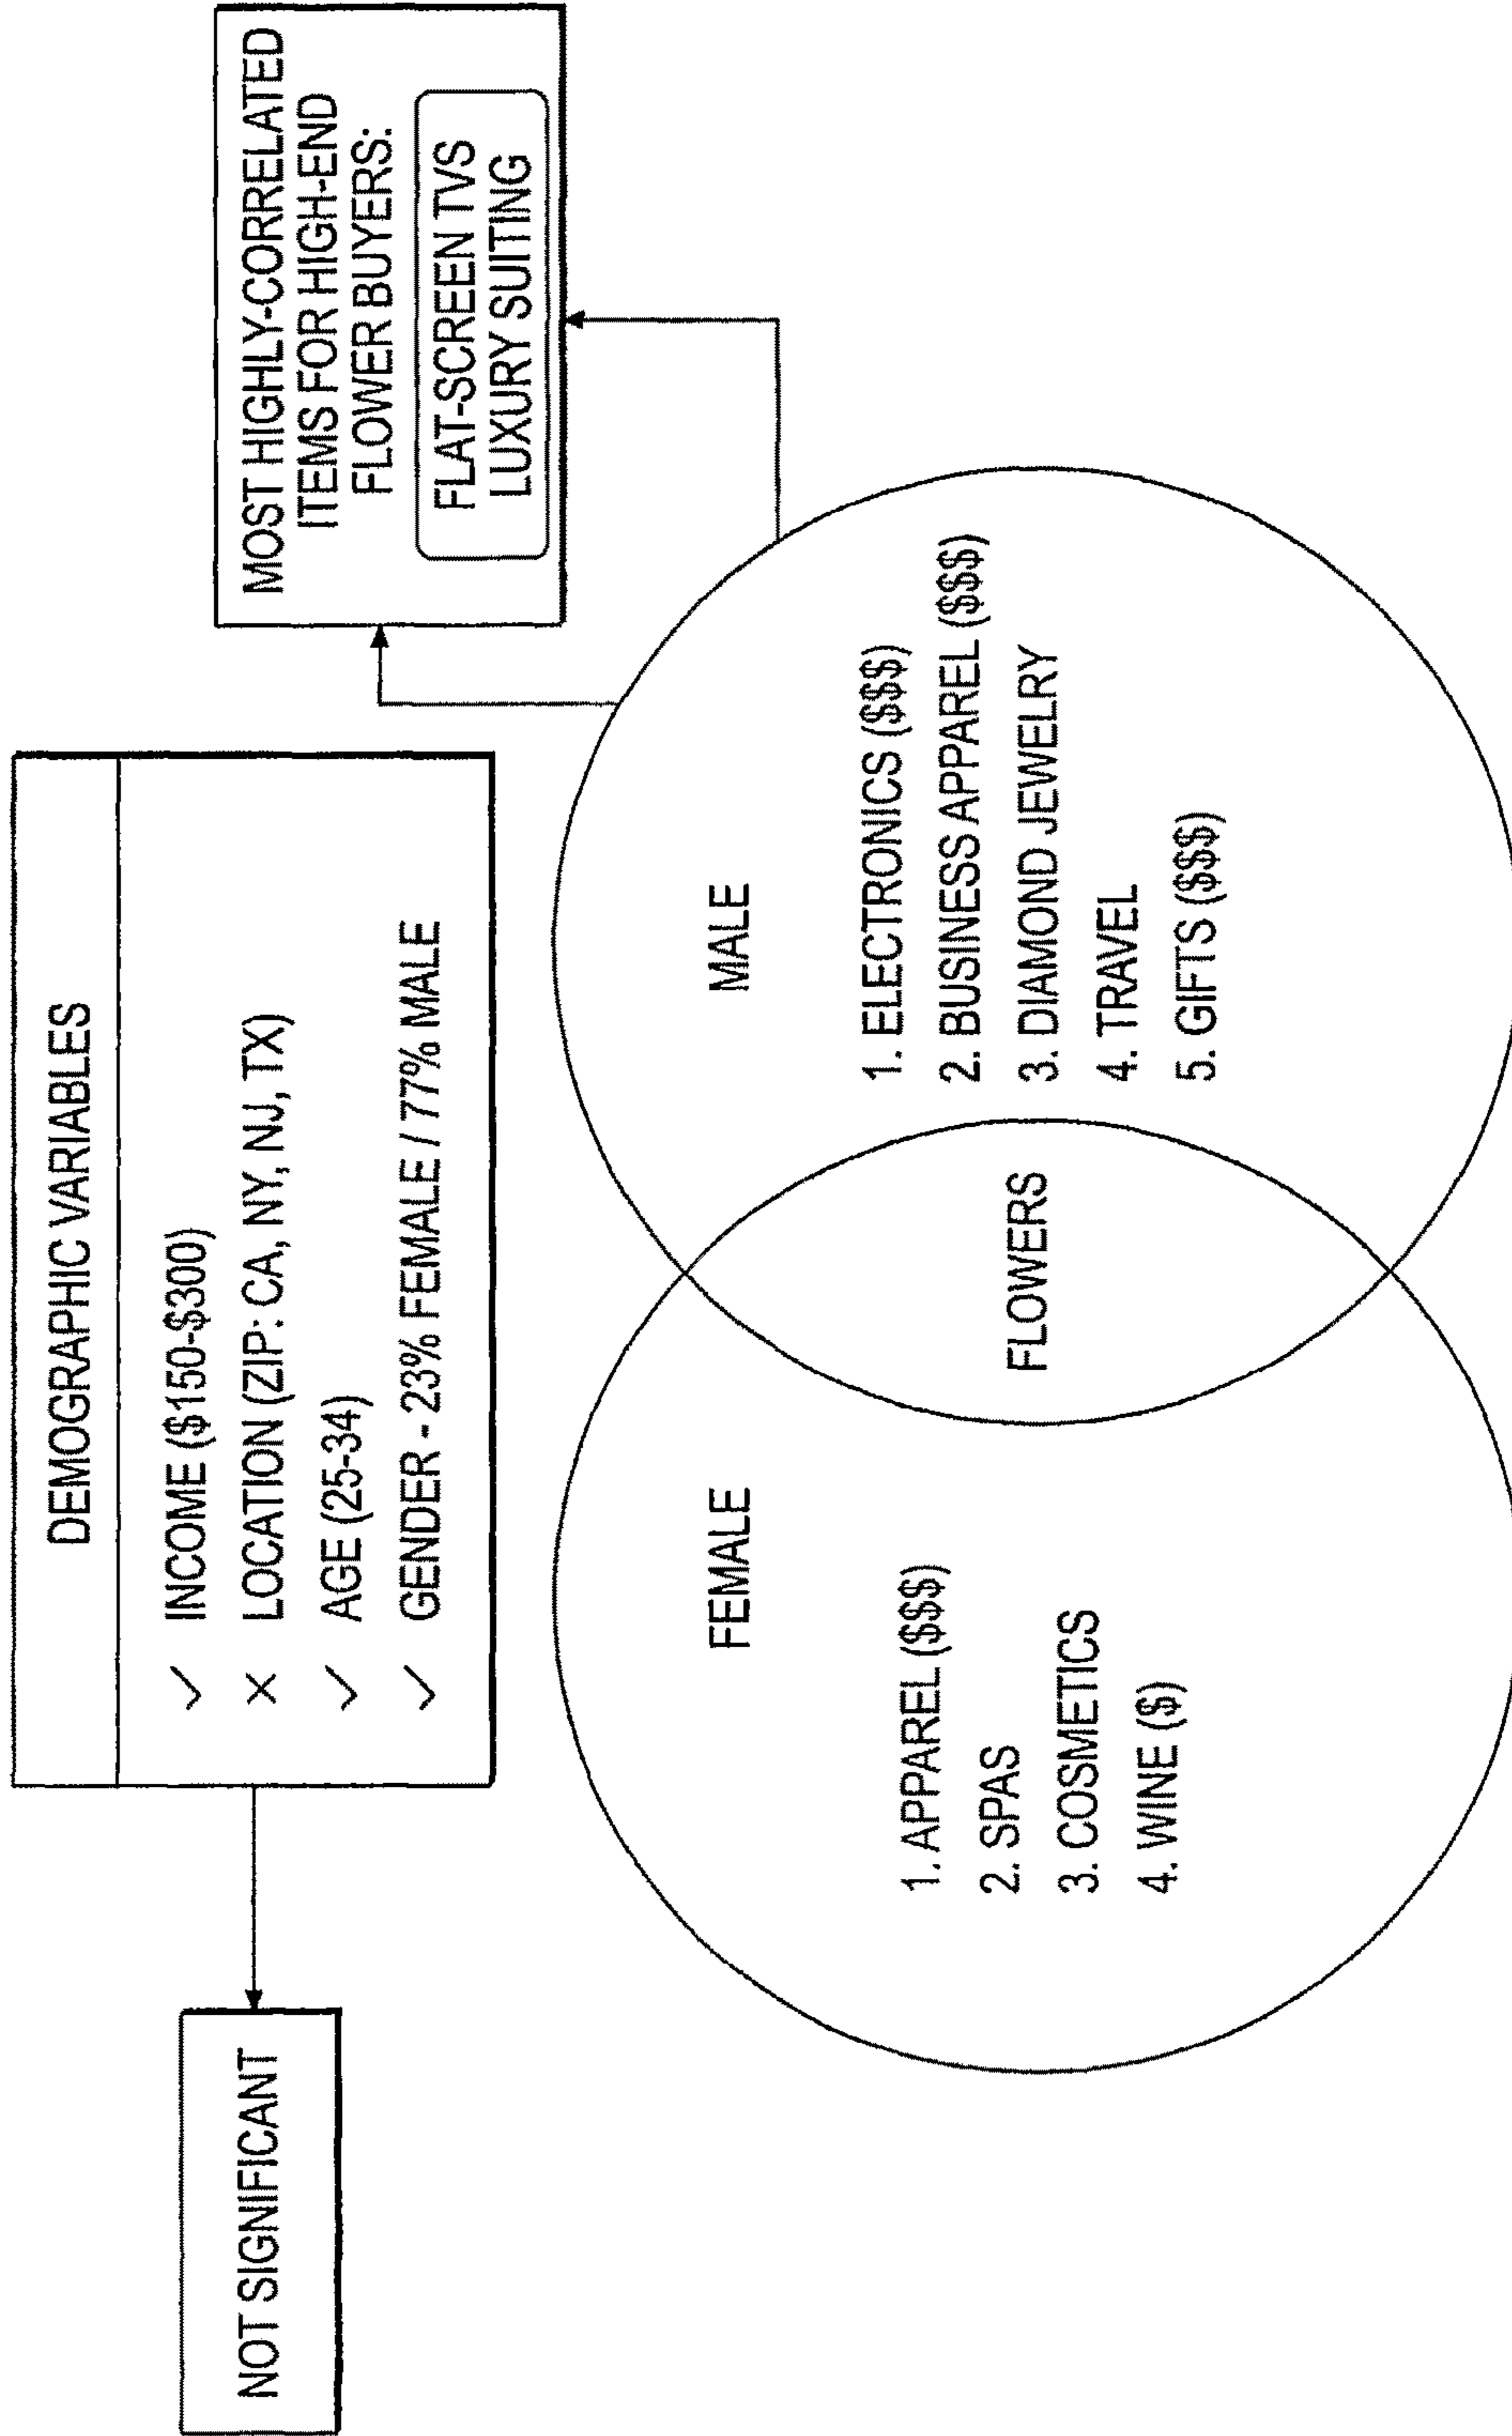 DEMOGRAPHIC VARIABLES
✓ INCOME ($150-$300)
× LOCATION (ZIP: CA, NY, NJ, TX)
✓ AGE (25-34)
✓ GENDER - 23% FEMALE / 77% MALE
NOT SIGNIFICANT
MOST HIGHLY-CORRELATED
ITEMS FOR HIGH-END
FLOWER BUYERS:
FLAT-SCREEN TVS
LUXURY SUITING
FEMALE
1. APPAREL ($$$)
2. SPAS
3. COSMETICS
4. WINE ($)
FLOWERS
MALE
1. ELECTRONICS ($$$)
2. BUSINESS APPAREL ($$$)
3. DIAMOND JEWELRY
4. TRAVEL
5. GIFTS ($$$)